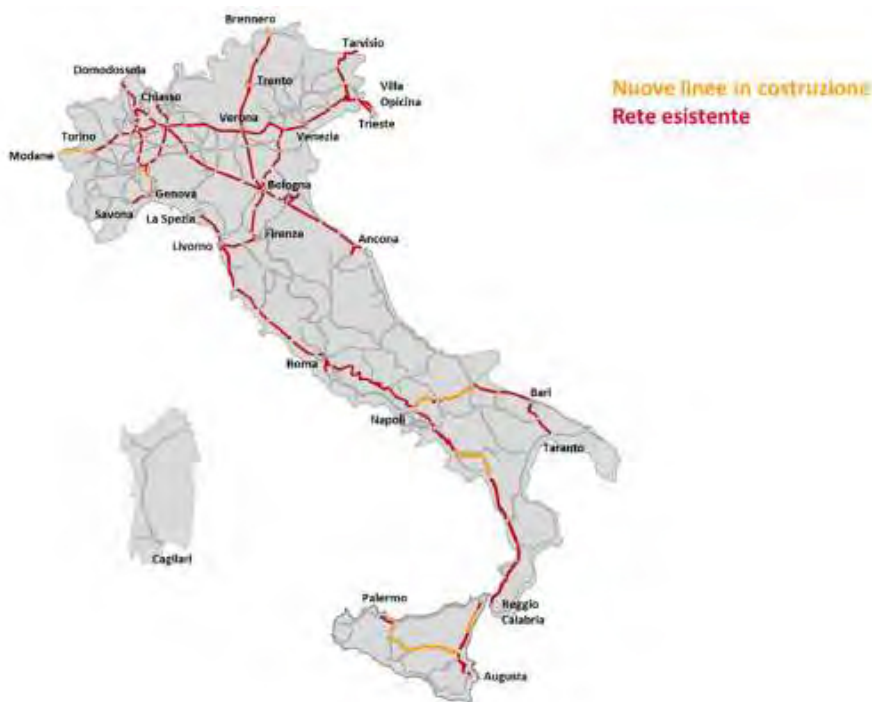 Brennero
Tarvisio
Domodossola
Trento
Villa
Opicina
Chiasso
Nuove linee in costruzione
Rete esistente
Verona
Trieste
Torino
Venezia
Modane
Bologna
Genova
Savona
La Spezia
Firenze
Livorno
Ancona
Roma
Bari
Napoli
Taranto
Cagliari
Palermo
Reggio
Calabria
Augusta